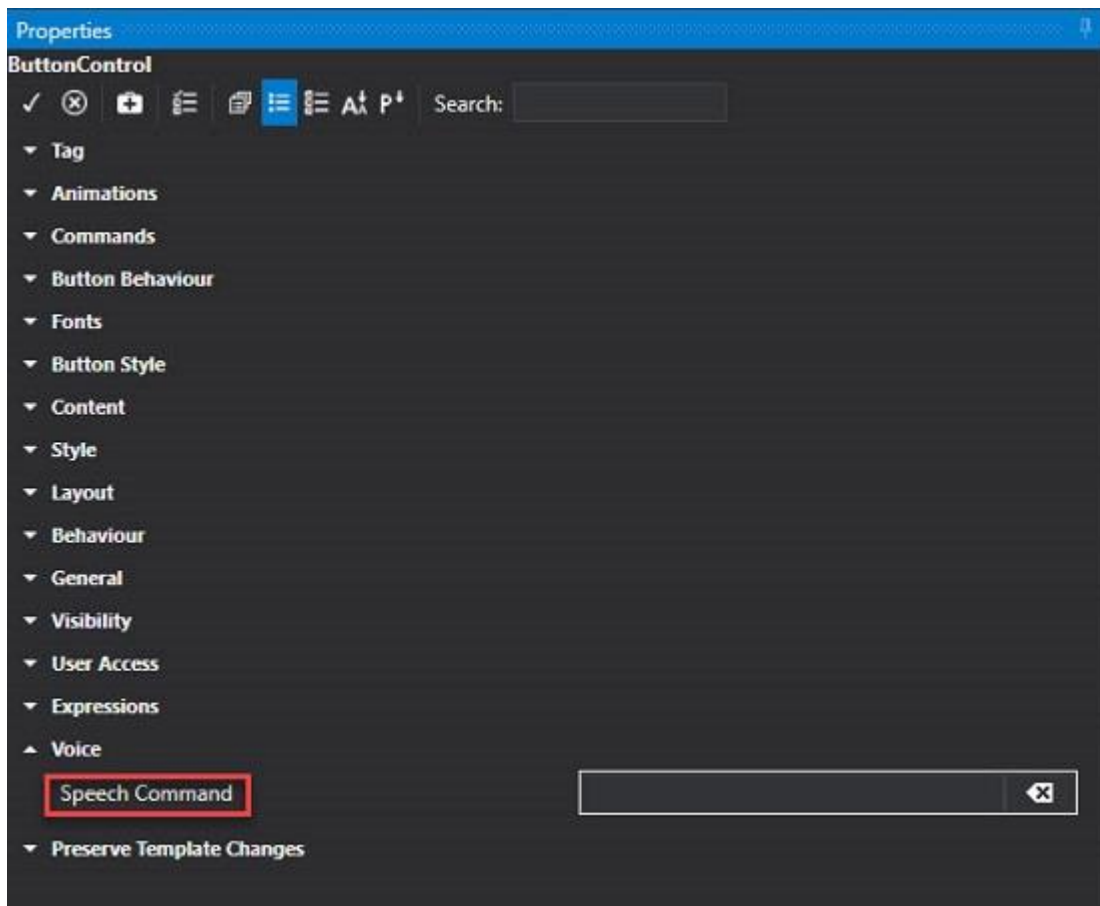 Properties
ButtonControl
Search:
Tag
Animations
Commands
Button Behaviour
Fonts
Button Style
Content
Style
Layout
Behaviour
General
Visibility
User Access
Expressions
Voice
Speech Command
Preserve Template Changes